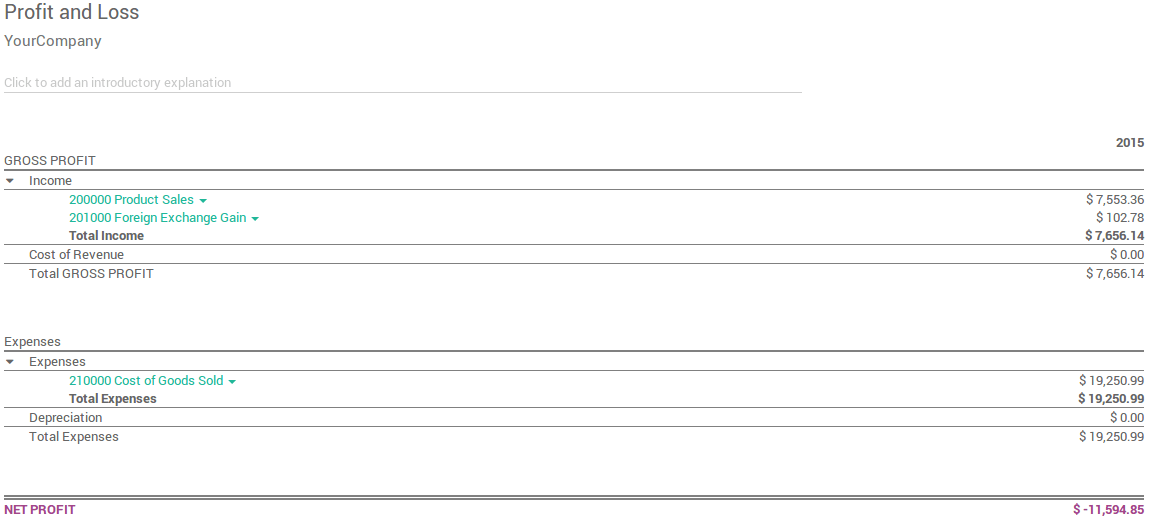 Profit and Loss
YourCompany
Click to add an introductory explanation
2015
GROSS PROFIT
Income
200000 Product Sales $ 7,553.36
201000 Foreign Exchange Gain $ 102.78
Total Income $ 7,656.14
Cost of Revenue $ 0.00
Total GROSS PROFIT $ 7,656.14
Expenses
Expenses
210000 Cost of Goods Sold $ 19,250.99
Total Expenses $ 19,250.99
Depreciation $ 0.00
Total Expenses $ 19,250.99
NET PROFIT $ -11,594.85